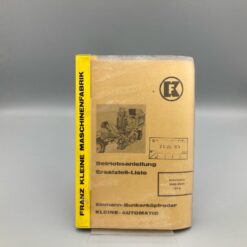 FRANZ KLEINE MASCHINENFABRIK
Betriebsanleitung
Ersatzteil-Liste
Einmann-Bunkerköpfroder
KLEINE-AUTOMATIC